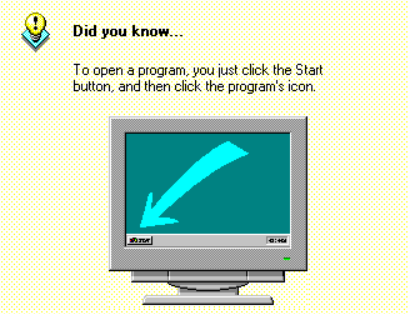 Did you know...
To open a program, you just click the Start
button, and then click the program's icon.